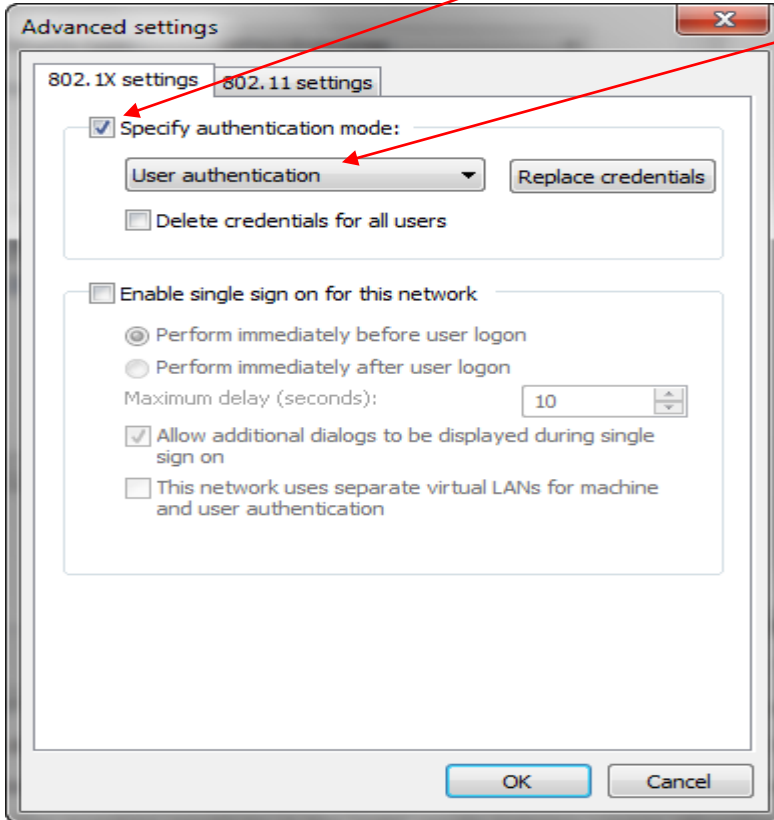 Advanced settings
802.1X settings
802.11 settings
Specify authentication mode:
User authentication
Replace credentials
Delete credentials for all users
Enable single sign on for this network
Perform immediately before user logon
Perform immediately after user logon
Maximum delay (seconds):
10
Allow additional dialogs to be displayed during single
sign on
This network uses separate virtual LANs for machine
and user authentication
OK
Cancel